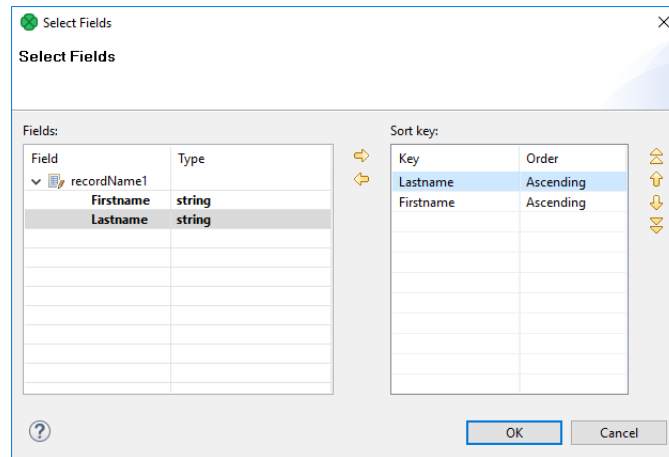 Select Fields
Select Fields
Fields:
Sort key:
Field Type
Key Order
recordName1
Lastname Ascending
Firstname string
Firstname Ascending
Lastname string
?
OK
Cancel